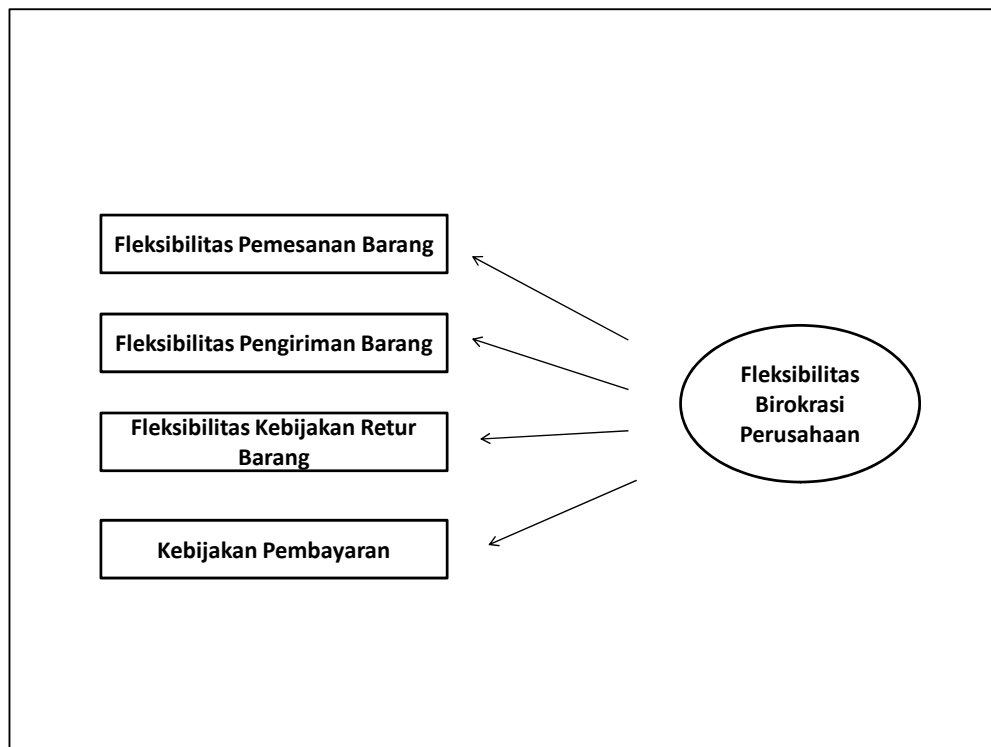 Fleksibilitas Pemesanan Barang
Fleksibilitas Pengiriman Barang
Fleksibilitas Kebijakan Retur
Barang
Kebijakan Pembayaran
Fleksibilitas
Birokrasi
Perusahaan